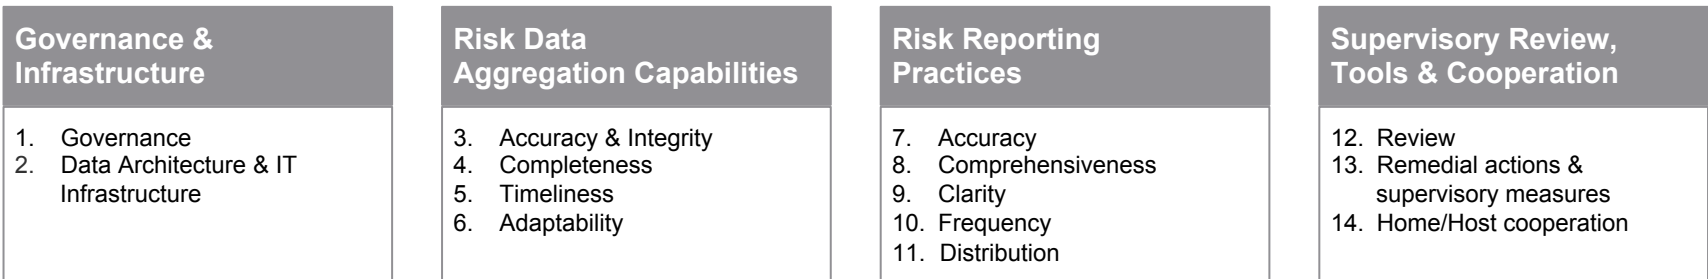 Governance &
Infrastructure
1. Governance
2. Data Architecture & IT
Infrastructure
Risk Data
Aggregation Capabilities
3. Accuracy & Integrity
4. Completeness
5. Timeliness
6. Adaptability
Risk Reporting
Practices
7. Accuracy
8. Comprehensiveness
9. Clarity
10. Frequency
11. Distribution
Supervisory Review,
Tools & Cooperation
12. Review
13. Remedial actions &
supervisory measures
14. Home/Host cooperation